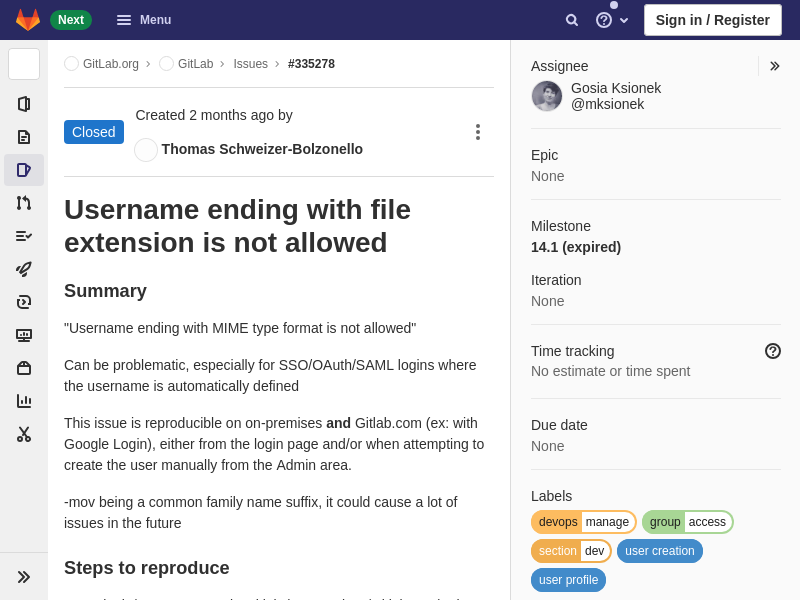 Next
Menu
Sign in / Register
GitLab.org › GitLab › Issues › #335278
Closed
Created 2 months ago by
Thomas Schweizer-Bolzonello
Username ending with file
extension is not allowed
Summary
"Username ending with MIME type format is not allowed"
Can be problematic, especially for SSO/OAuth/SAML logins where
the username is automatically defined
This issue is reproducible on on-premises and Gitlab.com (ex: with
Google Login), either from the login page and/or when attempting to
create the user manually from the Admin area.
-mov being a common family name suffix, it could cause a lot of
issues in the future
Steps to reproduce
Assignee
Gosia Ksionek
@mksionek
Epic
None
Milestone
14.1 (expired)
Iteration
None
Time tracking
No estimate or time spent
Due date
None
Labels
devops manage group access
section dev user creation
user profile